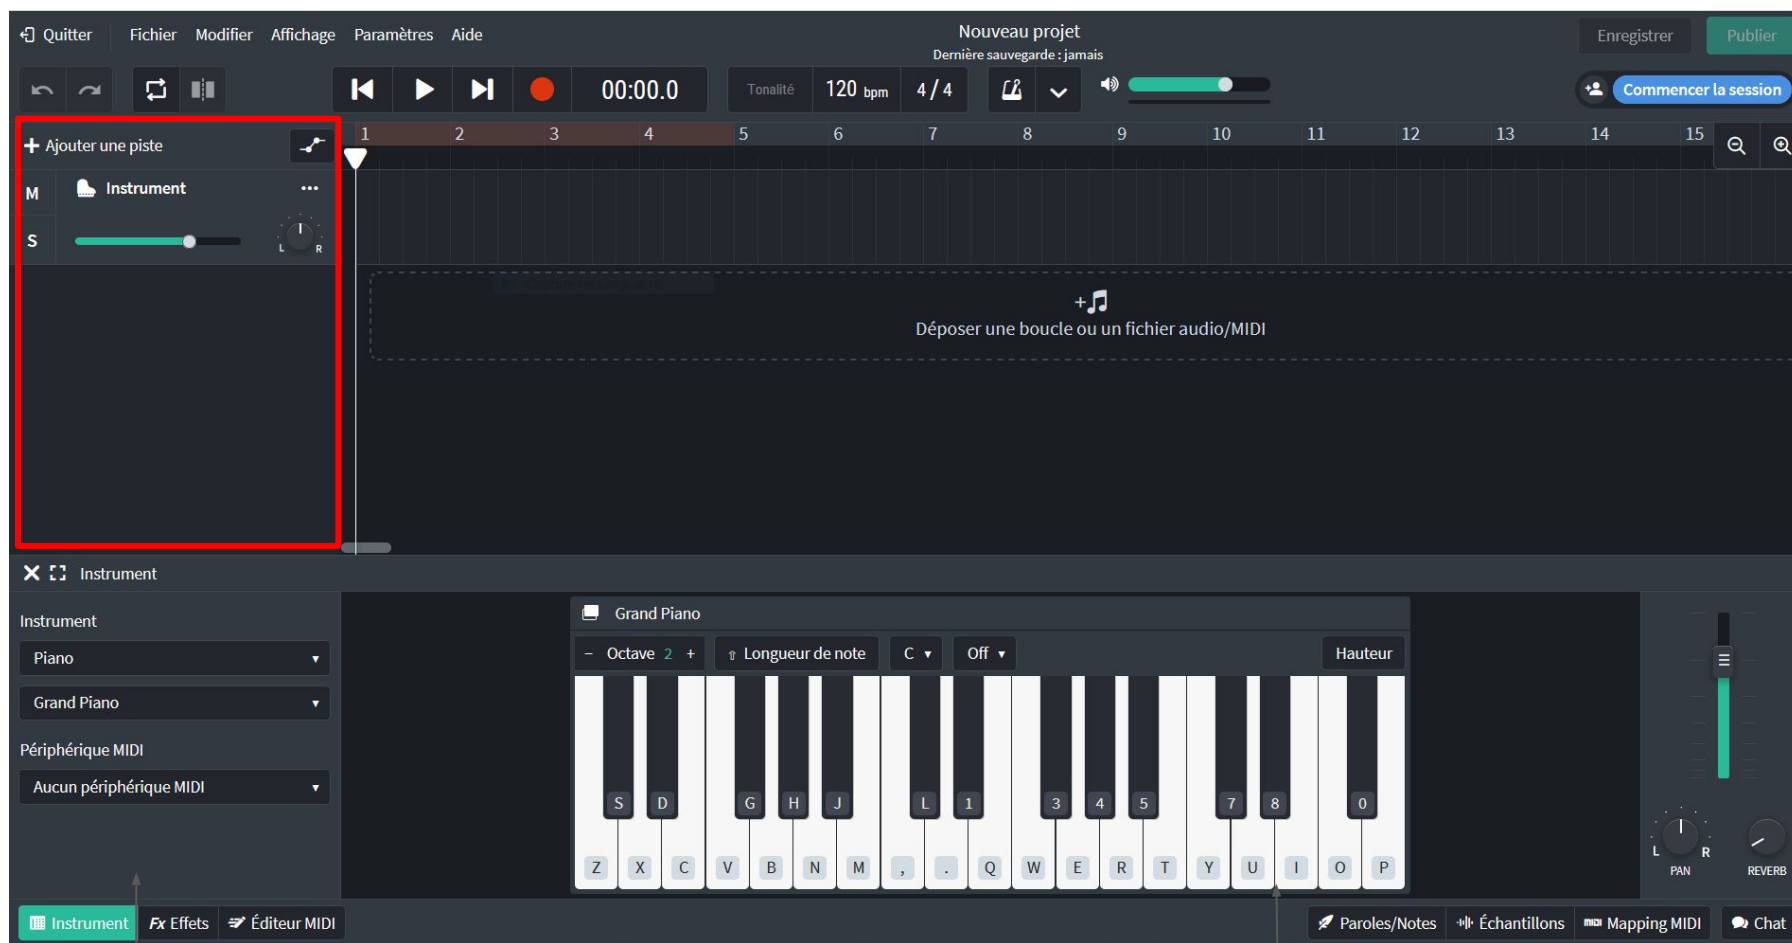 Quitter Fichier Modifier Affichage Paramètres Aide
Nouveau projet
Dernière sauvegarde : jamais
Enregistrer Publier
00:00.0 Tonalité 120 bpm 4 / 4
Commencer la session
Ajouter une piste
1 2 3 4 5 6 7 8 9 10 11 12 13 14 15
M Instrument
S L R
Déposer une boucle ou un fichier audio/MIDI
Instrument
Instrument
Piano
Grand Piano
Périphérique MIDI
Aucun périphérique MIDI
Grand Piano
- Octave 2 + ⇧ Longueur de note C Off Hauteur
S D G H J L 1 3 4 5 7 8 0
Z X C V B N M , . Q W E R T Y U I O P
L R
PAN REVERB
Instrument Fx Effets Éditeur MIDI
Paroles/Notes Échantillons MIDI Mapping MIDI Chat